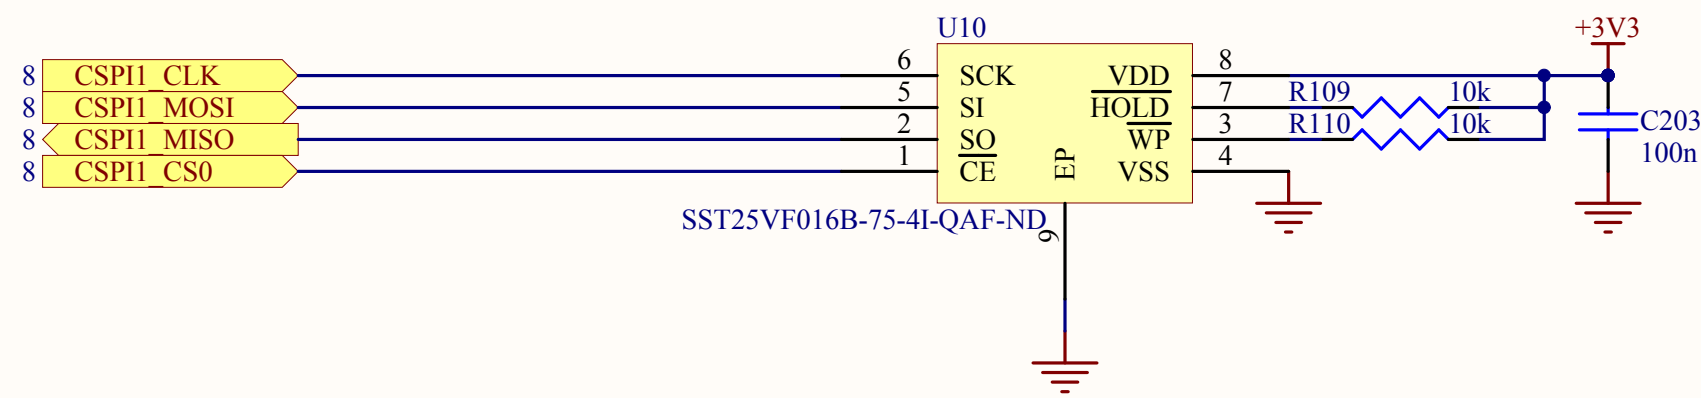 U10
+3V3
8 CSPI1_CLK 6 SCK VDD 8
8 CSPI1_MOSI 5 SI HOLD 7 R109 10k
8 CSPI1_MISO 2 SO WP 3 R110 10k C203
8 CSPI1_CS0 1 CE EP VSS 4 100n
SST25VF016B-75-4I-QAF-ND
9